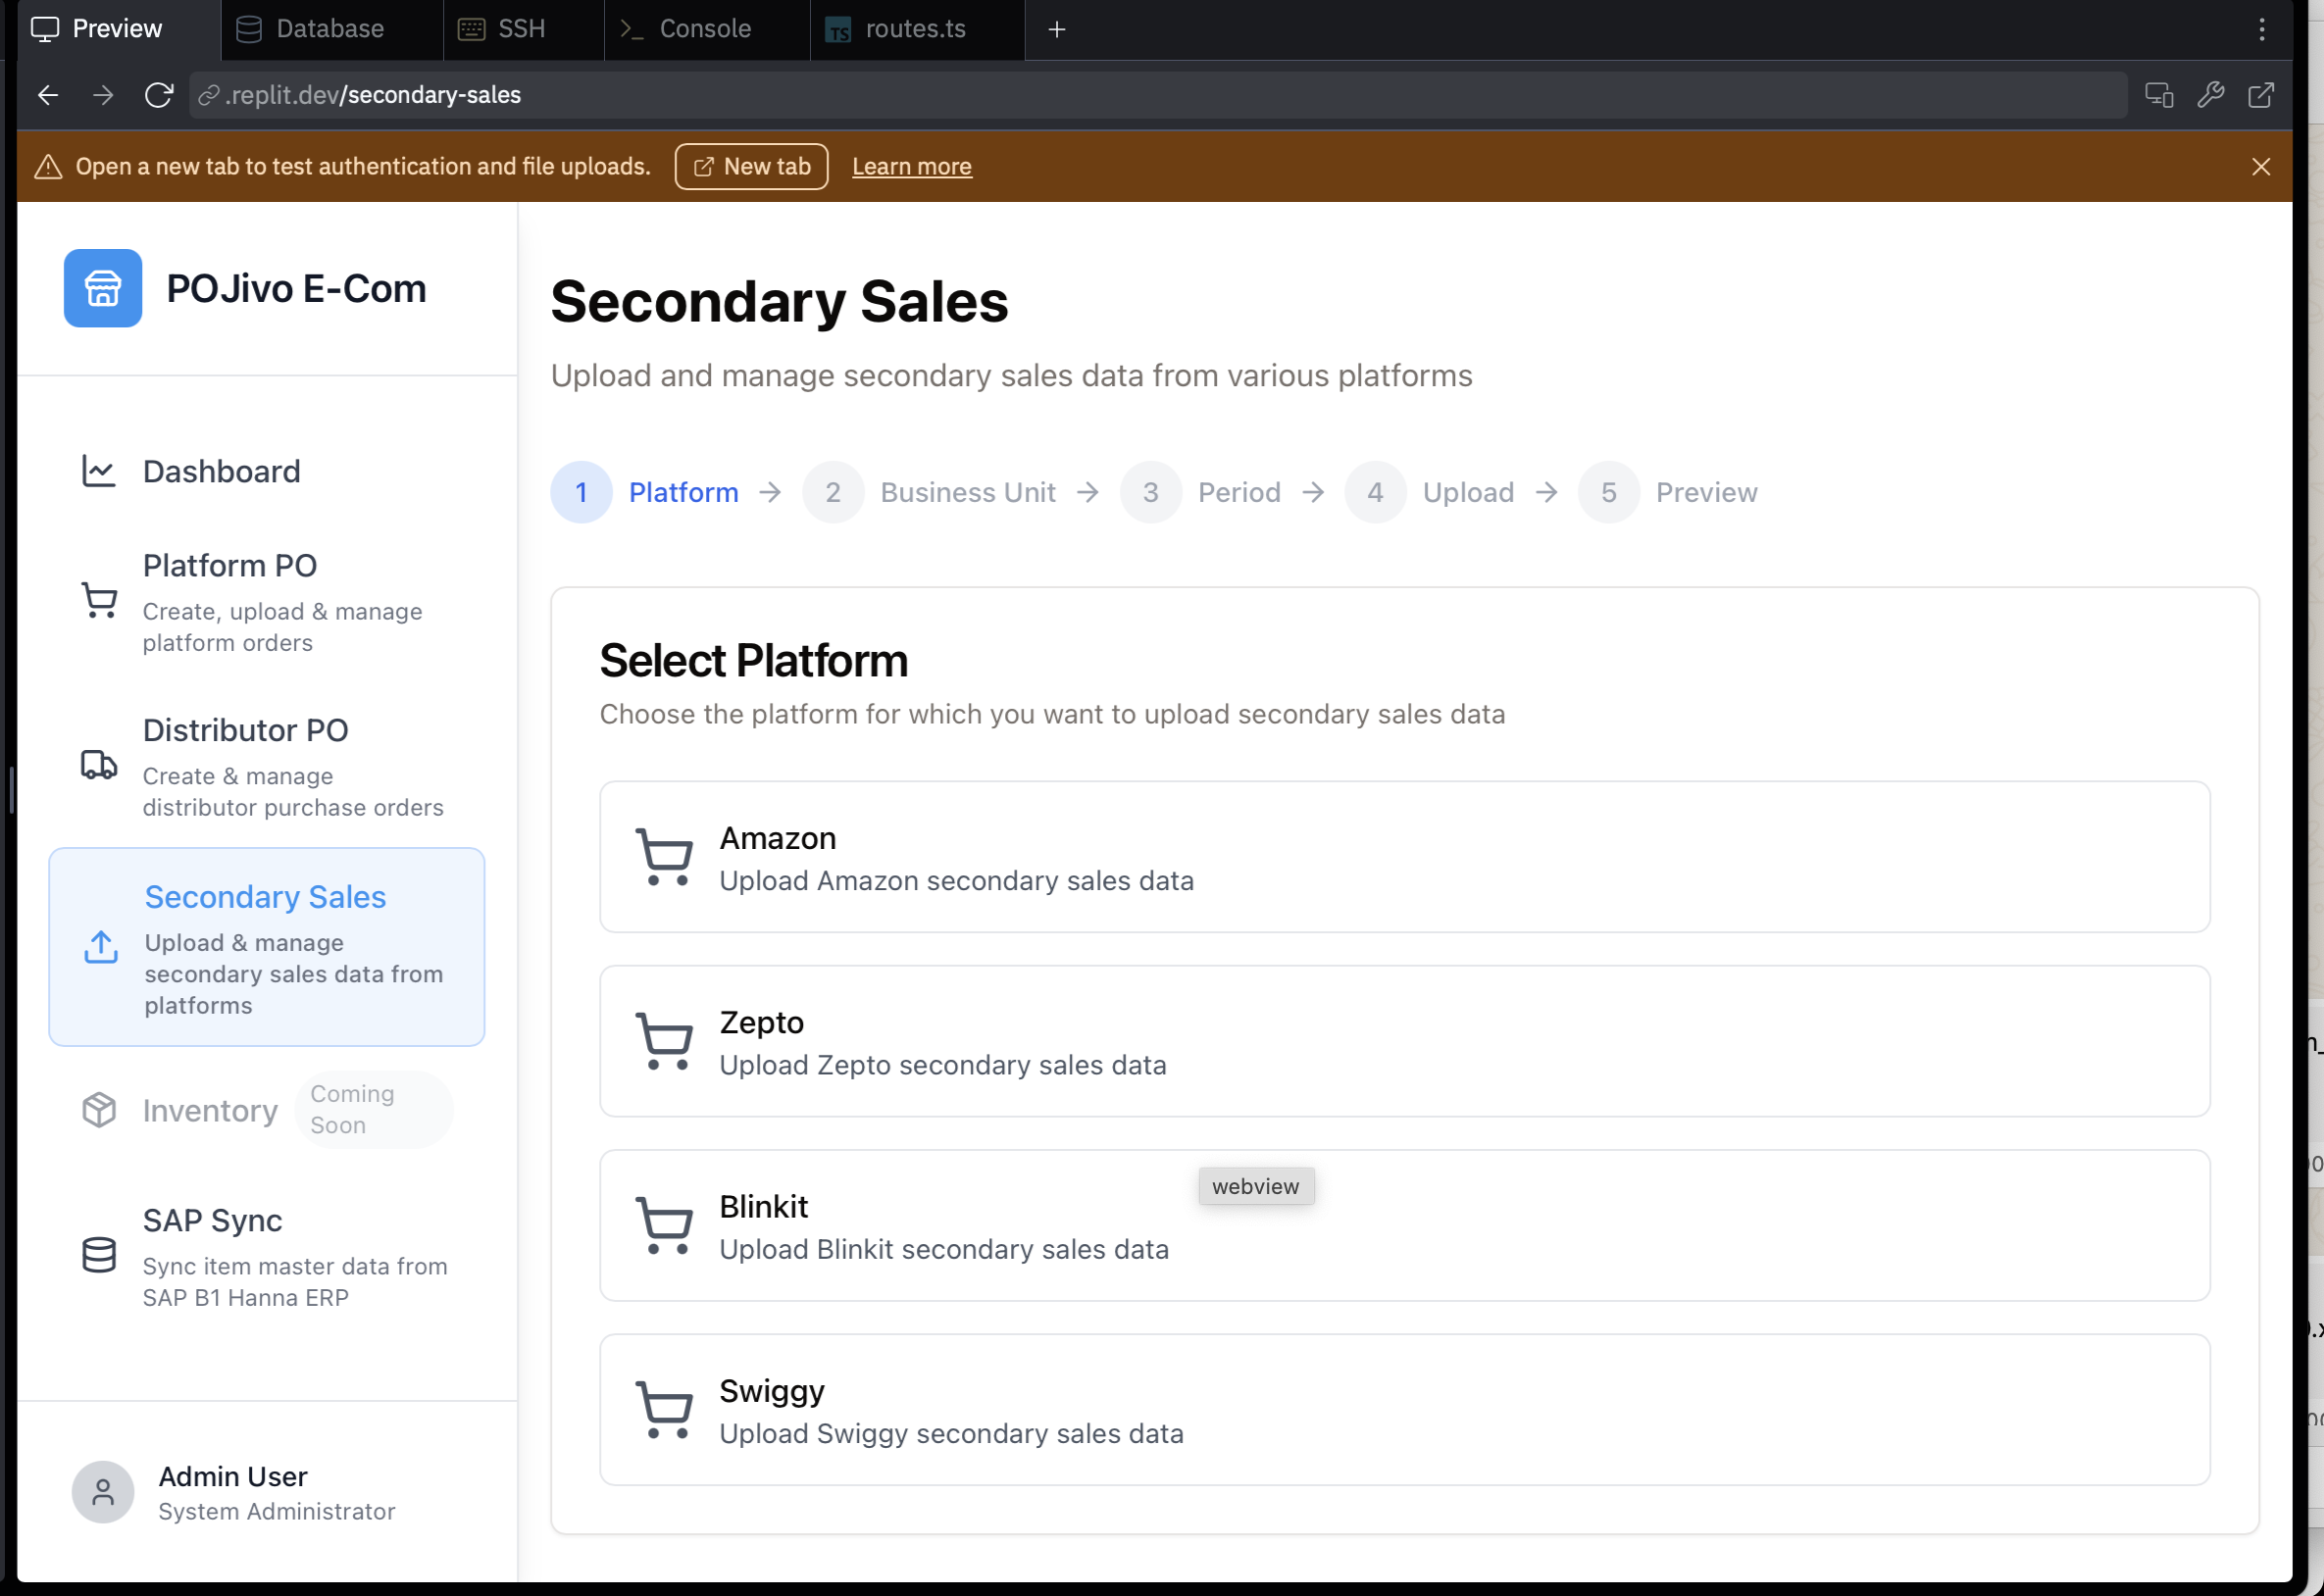 Preview
Database
SSH
Console
TS routes.ts
.replit.dev/secondary-sales
Open a new tab to test authentication and file uploads. New tab Learn more
POJivo E-Com
Dashboard
Platform PO
Create, upload & manage
platform orders
Distributor PO
Create & manage
distributor purchase orders
Secondary Sales
Upload & manage
secondary sales data from
platforms
Inventory
Coming
Soon
SAP Sync
Sync item master data from
SAP B1 Hanna ERP
Admin User
System Administrator
Secondary Sales
Upload and manage secondary sales data from various platforms
1 Platform 2 Business Unit 3 Period 4 Upload 5 Preview
Select Platform
Choose the platform for which you want to upload secondary sales data
Amazon
Upload Amazon secondary sales data
Zepto
Upload Zepto secondary sales data
webview
Blinkit
Upload Blinkit secondary sales data
Swiggy
Upload Swiggy secondary sales data